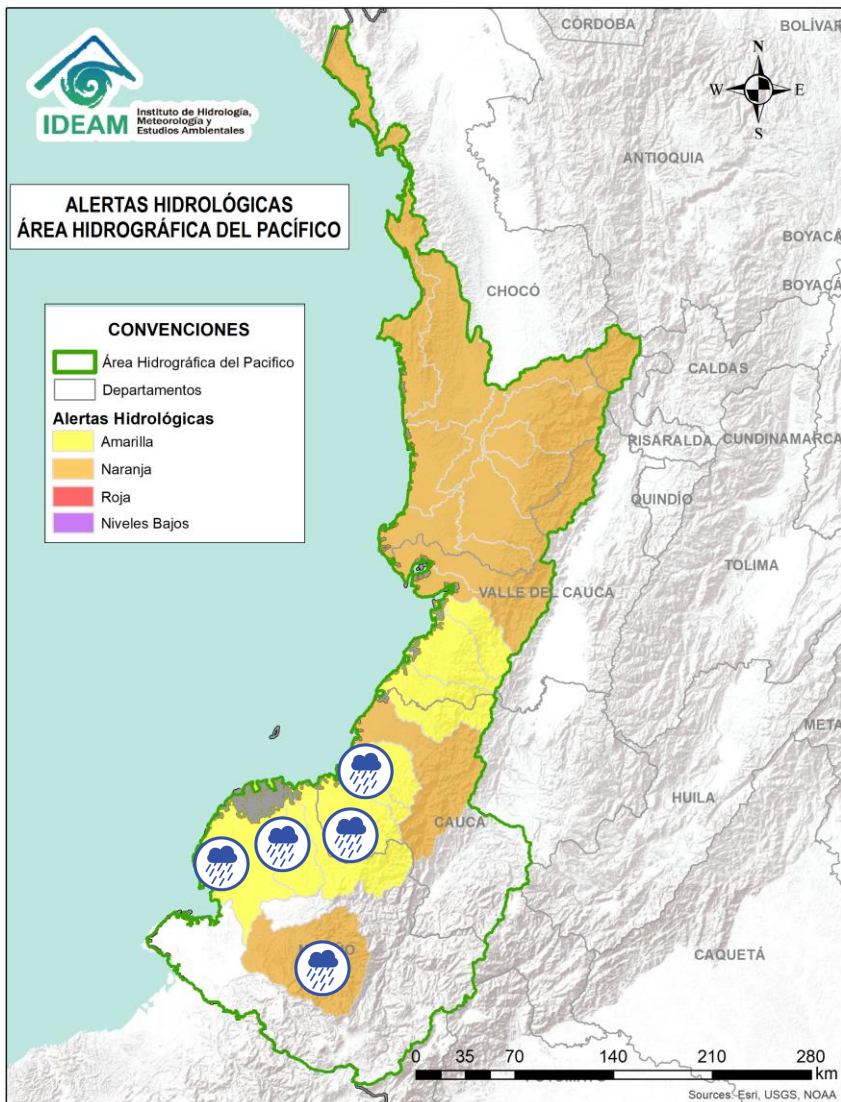 CÓRDOBA
BOLÍVAR
N
W E
S
IDEAM
Instituto de Hidrología,
Meteorología y
Estudios Ambientales
ANTIOQUIA
ALERTAS HIDROLÓGICAS
ÁREA HIDROGRÁFICA DEL PACÍFICO
BOYACÁ
BOYACÁ
CHOCÓ
CONVENCIONES
Área Hidrográfica del Pacifico
Departamentos
Alertas Hidrológicas
Amarilla
Naranja
Roja
Niveles Bajos
CALDAS
RISARALDA
CUNDINAMARCA
QUINDÍO
TOLIMA
VALLE DEL CAUCA
META
HUILA
CAUCA
CAQUETÁ
0 35 70 140 210 280
km
Sources: Esri, USGS, NOAA